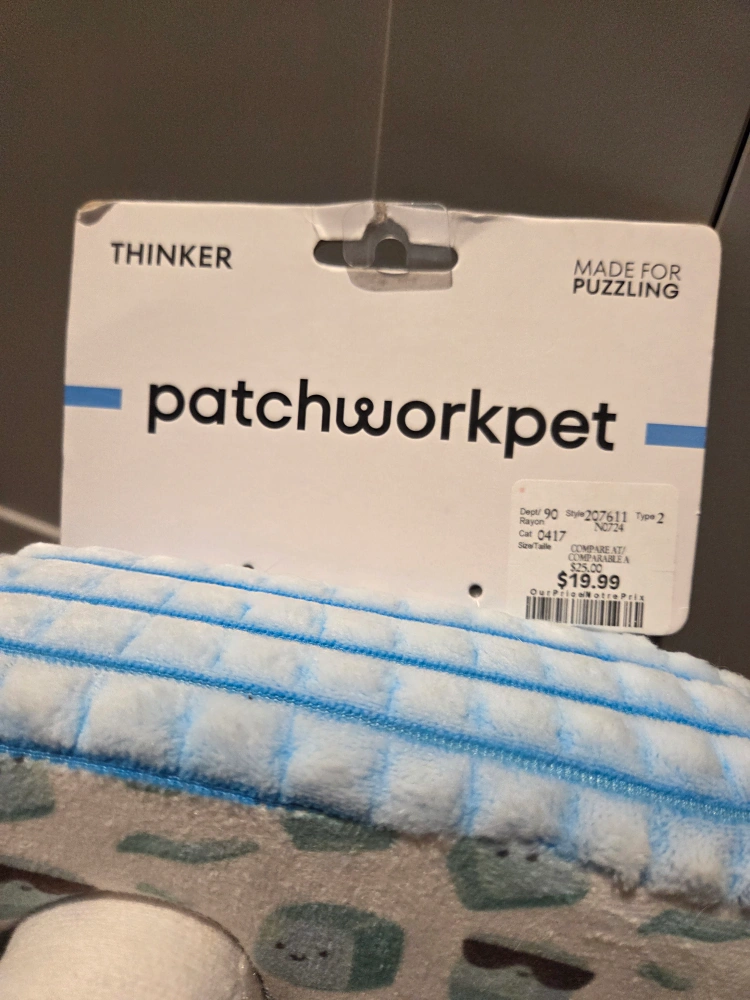 THINKER
MADE FOR
PUZZLING
patchworkpet
Dept/ 90 Style 207611 Type 2
Rayon N0724
Cat 0417
Size/Taille COMPARE AT/
COMPARABLE A
$25.00
$19.99
OurPrice/NotrePrix